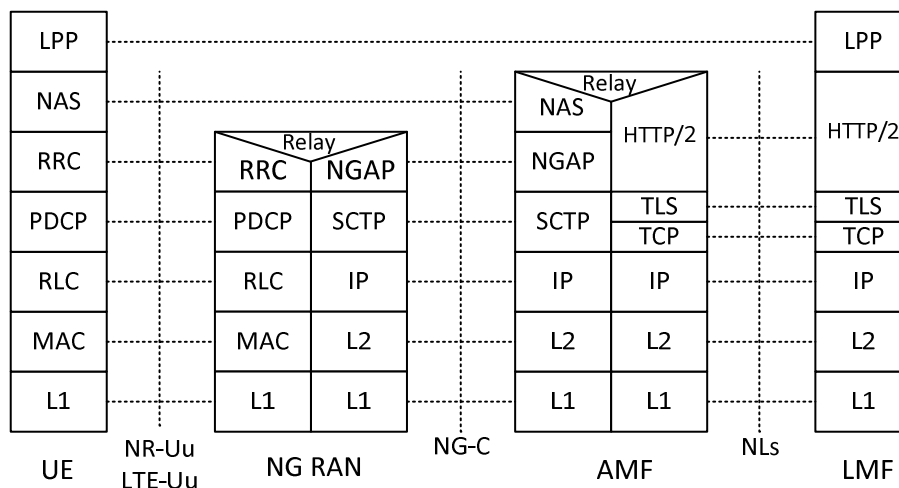 LPP
LPP
Relay
NAS
NAS
HTTP/2
HTTP/2
Relay
RRC
RRC
NGAP
NGAP
TLS
TLS
PDCP
PDCP
SCTP
SCTP
TCP
TCP
RLC
RLC
IP
IP
IP
IP
MAC
MAC
L2
L2
L2
L2
L1
L1
L1
L1
L1
L1
NR-Uu
LTE-Uu
NG-C
NLs
UE
NG RAN
AMF
LMF